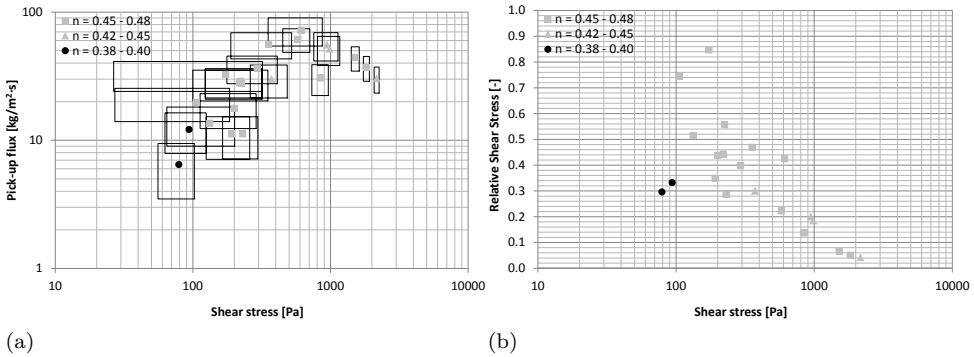 100
n = 0.45 - 0.48
n = 0.42 - 0.45
n = 0.38 - 0.40
10
1
Pick-up flux [kg/m²·s]
10 100 1000 10000
Shear stress [Pa]
(a)
1.0
n = 0.45 - 0.48
0.9
n = 0.42 - 0.45
0.8
n = 0.38 - 0.40
0.7
0.6
0.5
0.4
0.3
0.2
0.1
0.0
Relative Shear Stress [-]
10 100 1000 10000
Shear stress [Pa]
(b)